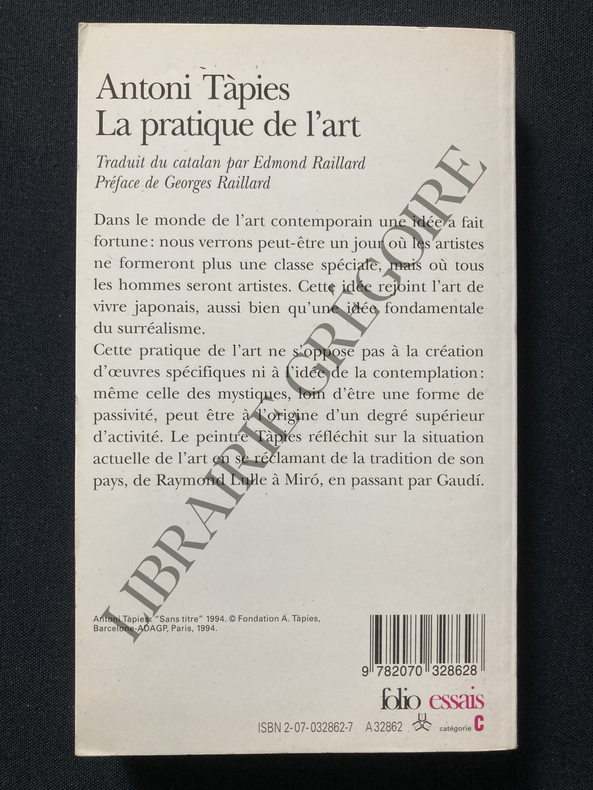 Antoni Tàpies
La pratique de l'art
Traduit du catalan par Edmond Raillard
Préface de Georges Raillard
Dans le monde de l'art contemporain une idée a fait
fortune : nous verrons peut-être un jour où les artistes
ne formeront plus une classe spéciale, mais où tous
les hommes seront artistes. Cette idée rejoint l'art de
vivre japonais, aussi bien qu'une idée fondamentale
du surréalisme.
Cette pratique de l'art ne s'oppose pas à la création
d'œuvres spécifiques ni à l'idée de la contemplation :
même celle des mystiques, loin d'être une forme de
passivité, peut être à l'origine d'un degré supérieur
d'activité. Le peintre Tàpies réfléchit sur la situation
actuelle de l'art en se réclamant de la tradition de son
pays, de Raymond Lulle à Miró, en passant par Gaudí.
LIBRAIRIE GRÉGOIRE
Antoni Tàpies: "Sans titre" 1994. © Fondation A. Tàpies,
Barcelone-ADAGP, Paris, 1994.
9 782070 328628
folio essais
ISBN 2-07-032862-7 A 32862 catégorie C